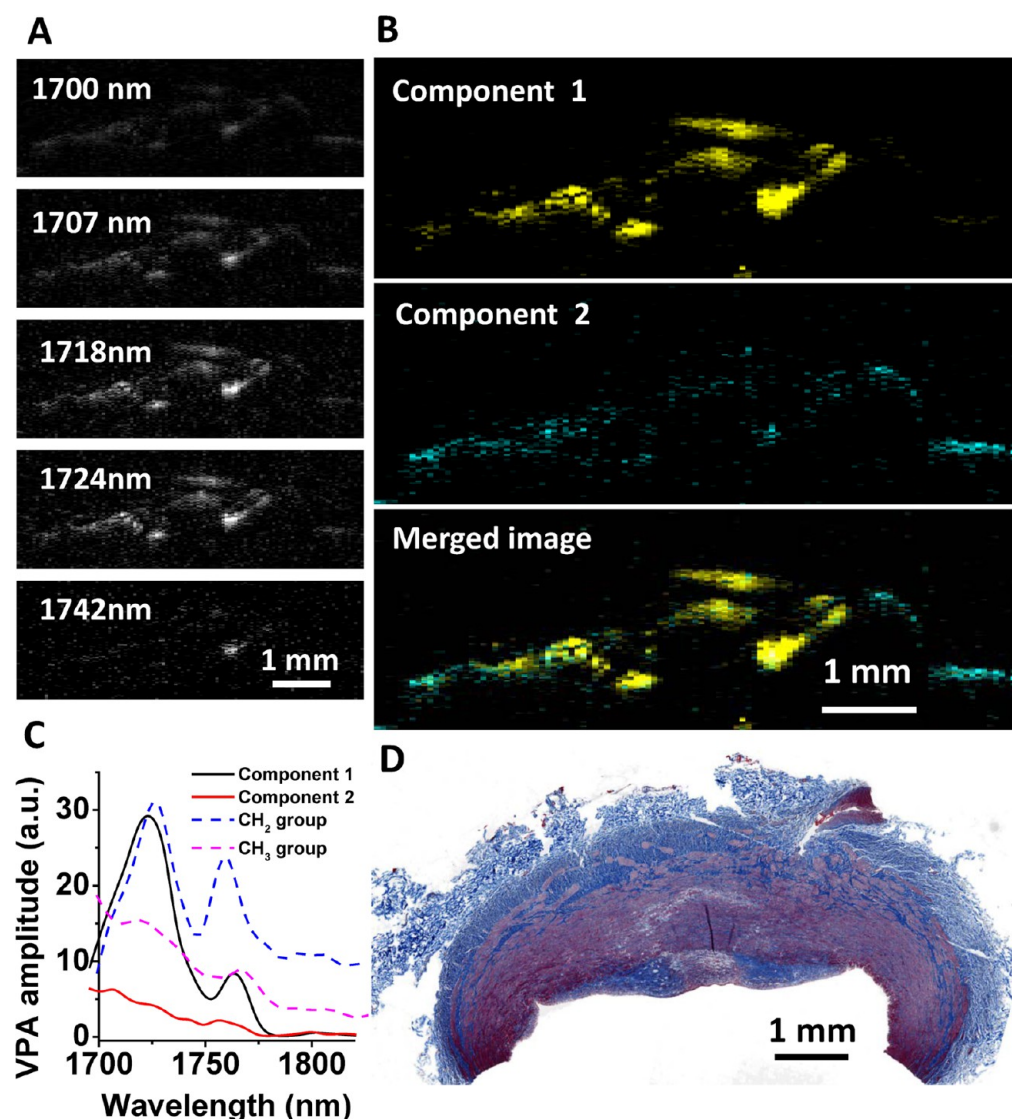 A
1700 nm
1707 nm
1718nm
1724nm
1742nm
1 mm
B
Component 1
Component 2
Merged image
1 mm
C
VPA amplitude (a.u.)
30
20
10
0
Component 1
Component 2
CH₂ group
CH₃ group
1700 1750 1800
Wavelength (nm)
D
1 mm